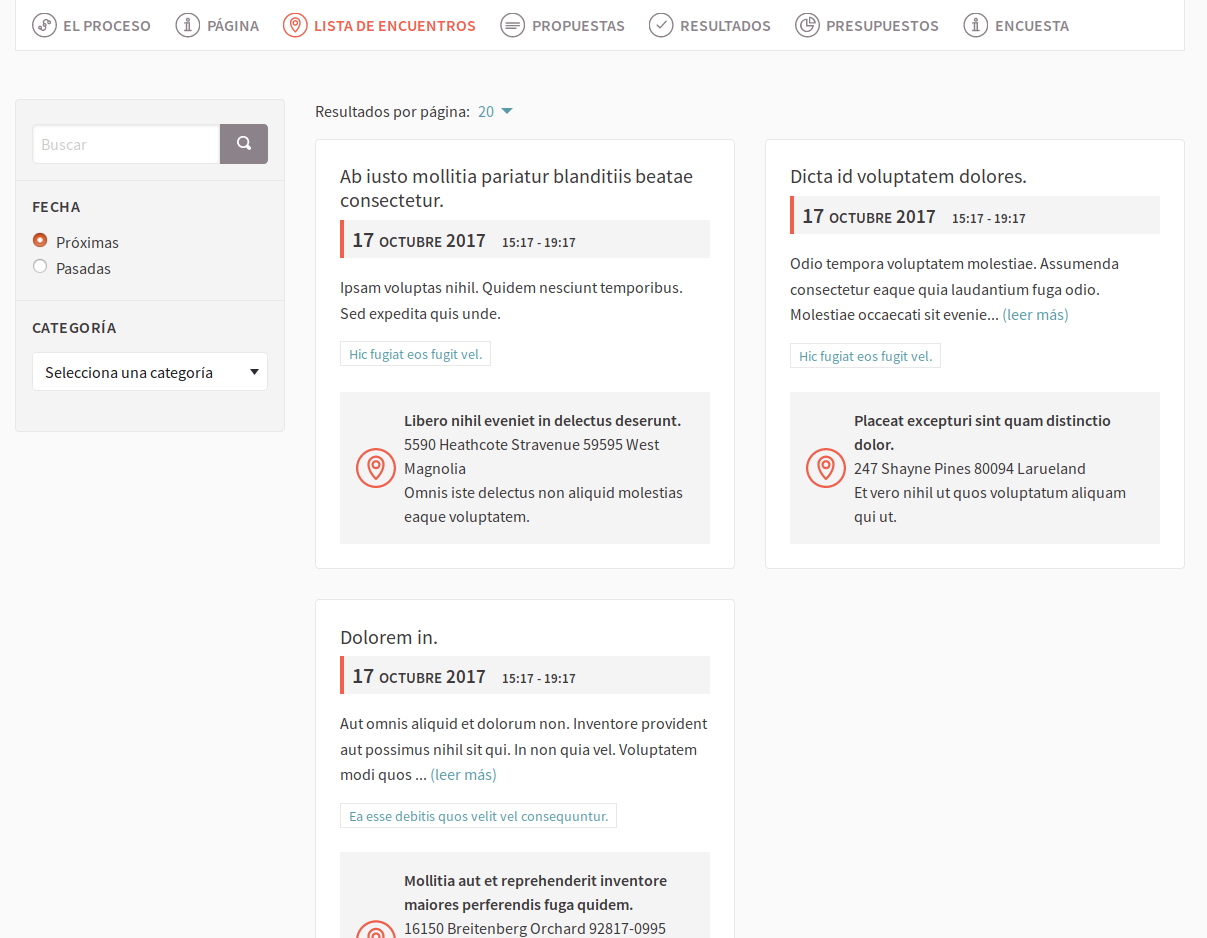 EL PROCESO PÁGINA LISTA DE ENCUENTROS PROPUESTAS RESULTADOS PRESUPUESTOS ENCUESTA
Buscar
FECHA
Próximas
Pasadas
CATEGORÍA
Selecciona una categoría
Resultados por página: 20
Ab iusto mollitia pariatur blanditiis beatae
consectetur.
17 OCTUBRE 2017 15:17 - 19:17
Ipsam voluptas nihil. Quidem nesciunt temporibus.
Sed expedita quis unde.
Hic fugiat eos fugit vel.
Libero nihil eveniet in delectus deserunt.
5590 Heathcote Stravenue 59595 West
Magnolia
Omnis iste delectus non aliquid molestias
eaque voluptatem.
Dicta id voluptatem dolores.
17 OCTUBRE 2017 15:17 - 19:17
Odio tempora voluptatem molestiae. Assumenda
consectetur eaque quia laudantium fuga odio.
Molestiae occaecati sit evenie... (leer más)
Hic fugiat eos fugit vel.
Placeat excepturi sint quam distinctio
dolor.
247 Shayne Pines 80094 Larueland
Et vero nihil ut quos voluptatum aliquam
qui ut.
Dolorem in.
17 OCTUBRE 2017 15:17 - 19:17
Aut omnis aliquid et dolorum non. Inventore provident
aut possimus nihil sit qui. In non quia vel. Voluptatem
modi quos ... (leer más)
Ea esse debitis quos velit vel consequuntur.
Mollitia aut et reprehenderit inventore
maiores perferendis fuga quidem.
16150 Breitenberg Orchard 92817-0995